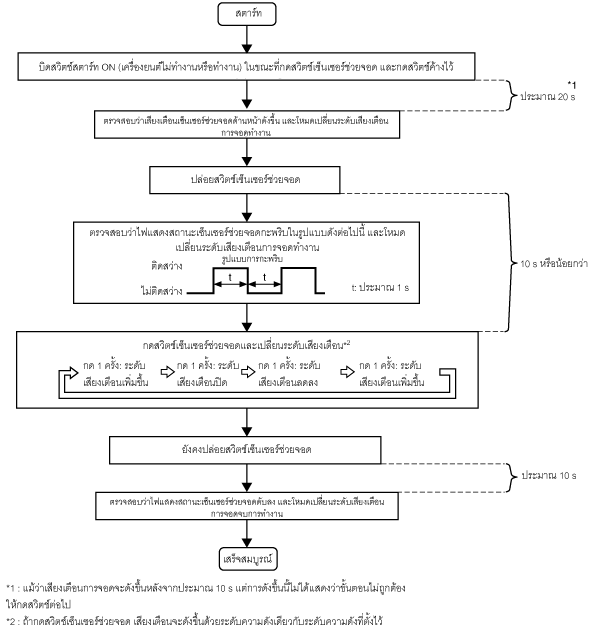 สตาร์ท
บิดสวิตช์สตาร์ท ON (เครื่องยนต์ไม่ทำงานหรือทำงาน) ในขณะที่กดสวิตช์เซ็นเซอร์ช่วยจอด และกดสวิตช์ค้างไว้
*1
ประมาณ 20 s
ตรวจสอบว่าเสียงเตือนเซ็นเซอร์ช่วยจอดด้านหน้าดังขึ้น และโหมดเปลี่ยนระดับเสียงเตือน
การจอดทำงาน
ปล่อยสวิตช์เซ็นเซอร์ช่วยจอด
ตรวจสอบว่าไฟแสดงสถานะเซ็นเซอร์ช่วยจอดกะพริบในรูปแบบดังต่อไปนี้ และโหมด
เปลี่ยนระดับเสียงเตือนการจอดทำงาน
รูปแบบการกะพริบ
ติดสว่าง
t t
ไม่ติดสว่าง
t: ประมาณ 1 s
10 s หรือน้อยกว่า
กดสวิตช์เซ็นเซอร์ช่วยจอดและเปลี่ยนระดับเสียงเตือน*2
กด 1 ครั้ง: ระดับ
เสียงเตือนเพิ่มขึ้น
กด 1 ครั้ง: ระดับ
เสียงเตือนปิด
กด 1 ครั้ง: ระดับ
เสียงเตือนลดลง
กด 1 ครั้ง: ระดับ
เสียงเตือนเพิ่มขึ้น
ยังคงปล่อยสวิตช์เซ็นเซอร์ช่วยจอด
ประมาณ 10 s
ตรวจสอบว่าไฟแสดงสถานะเซ็นเซอร์ช่วยจอดดับลง และโหมดเปลี่ยนระดับเสียงเตือน
การจอดจบการทำงาน
เสร็จสมบูรณ์
*1 : แม้ว่าเสียงเตือนการจอดจะดังขึ้นหลังจากประมาณ 10 s แต่การดังขึ้นนี้ไม่ได้แสดงว่าขั้นตอนไม่ถูกต้อง
ให้กดสวิตช์ต่อไป
*2 : ถ้ากดสวิตช์เซ็นเซอร์ช่วยจอด เสียงเตือนจะดังขึ้นด้วยระดับความดังเดียวกับระดับความดังที่ตั้งไว้